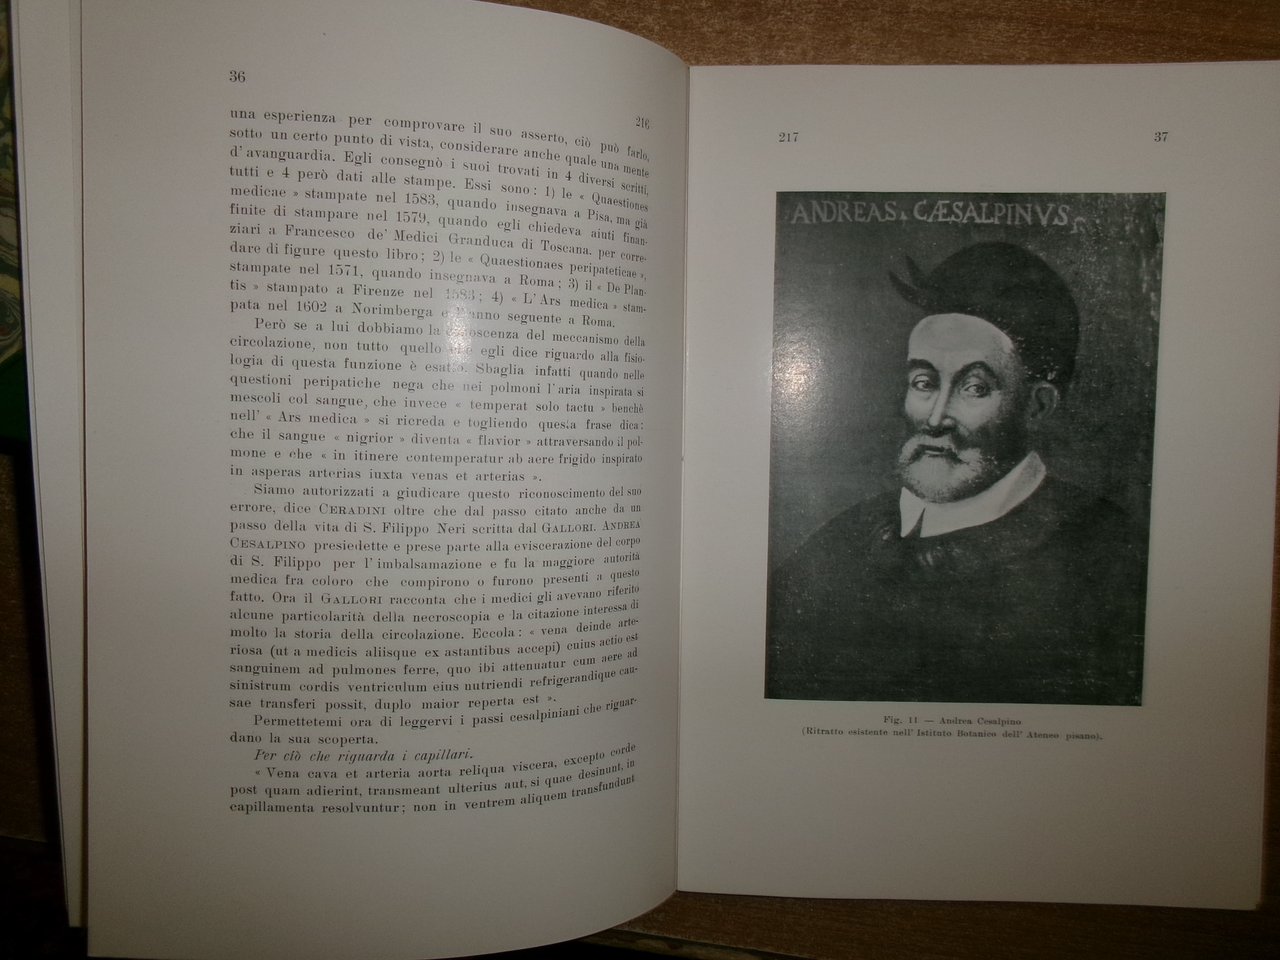 36
216
una esperienza per comprovare il suo asserto, ciò può farlo,
sotto un certo punto di vista, considerare anche quale una mente
d'avanguardia. Egli consegnò i suoi trovati in 4 diversi scritti,
tutti e 4 però dati alle stampe. Essi sono: 1) le « Quaestiones
medicae » stampate nel 1583, quando insegnava a Pisa, ma già
finite di stampare nel 1579, quando egli chiedeva aiuti finan-
ziari a Francesco de' Medici Granduca di Toscana. per corre-
dare di figure questo libro; 2) le « Quaestionaes peripateticae »,
stampate nel 1571, quando insegnava a Roma; 3) il « De Plan-
tis » stampato a Firenze nel 1583; 4) « L'Ars medica » stam-
pata nel 1602 a Norimberga e l'anno seguente a Roma.
Però se a lui dobbiamo la conoscenza del meccanismo della
circolazione, non tutto quello che egli dice riguardo alla fisio-
logia di questa funzione è esatto. Sbaglia infatti quando nelle
questioni peripatiche nega che nei polmoni l'aria inspirata si
mescoli col sangue, che invece « temperat solo tactu » benchè
nell' « Ars medica » si ricreda e togliendo questa frase dica:
che il sangue « nigrior » diventa « flavior » attraversando il pol-
mone e che « in itinere contemperatur ab aere frigido inspirato
in asperas arterias iuxta venas et arterias ».
Siamo autorizzati a giudicare questo riconoscimento del suo
errore, dice CERADINI oltre che dal passo citato anche da un
passo della vita di S. Filippo Neri scritta dal GALLORI. ANDREA
CESALPINO presiedette e prese parte alla eviscerazione del corpo
di S. Filippo per l'imbalsamazione e fu la maggiore autorità
medica fra coloro che compirono o furono presenti a questo
fatto. Ora il GALLORI racconta che i medici gli avevano riferito
alcune particolarità della necroscopia e la citazione interessa di
molto la storia della circolazione. Eccola: « vena deinde arte-
riosa (ut a medicis aliisque ex astantibus accepi) cuius actio est
sanguinem ad pulmones ferre, quo ibi attenuatur cum aere ad
sinistrum cordis ventriculum eius nutriendi refrigerandique cau-
sae transferi possit, duplo maior reperta est ».
Permettetemi ora di leggervi i passi cesalpiniani che riguar-
dano la sua scoperta.
Per ciò che riguarda i capillari.
« Vena cava et arteria aorta reliqua viscera, excepto corde
post quam adierint, transmeant ulterius aut, si quae desinunt, in
capillamenta resolvuntur; non in ventrem aliquem transfundunt
217
37
ANDREAS CÆSALPINVS
Fig. 11 — Andrea Cesalpino
(Ritratto esistente nell' Istituto Botanico dell' Ateneo pisano).